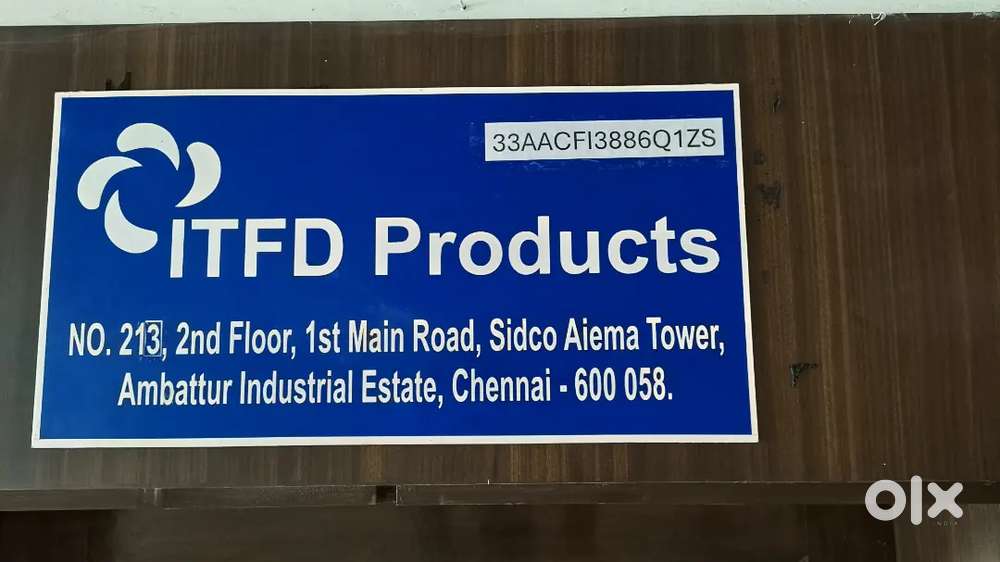 33AACFI3886Q1ZS
ITFD Products
NO. 213, 2nd Floor, 1st Main Road, Sidco Aiema Tower,
Ambattur Industrial Estate, Chennai - 600 058.
olx
INDIA